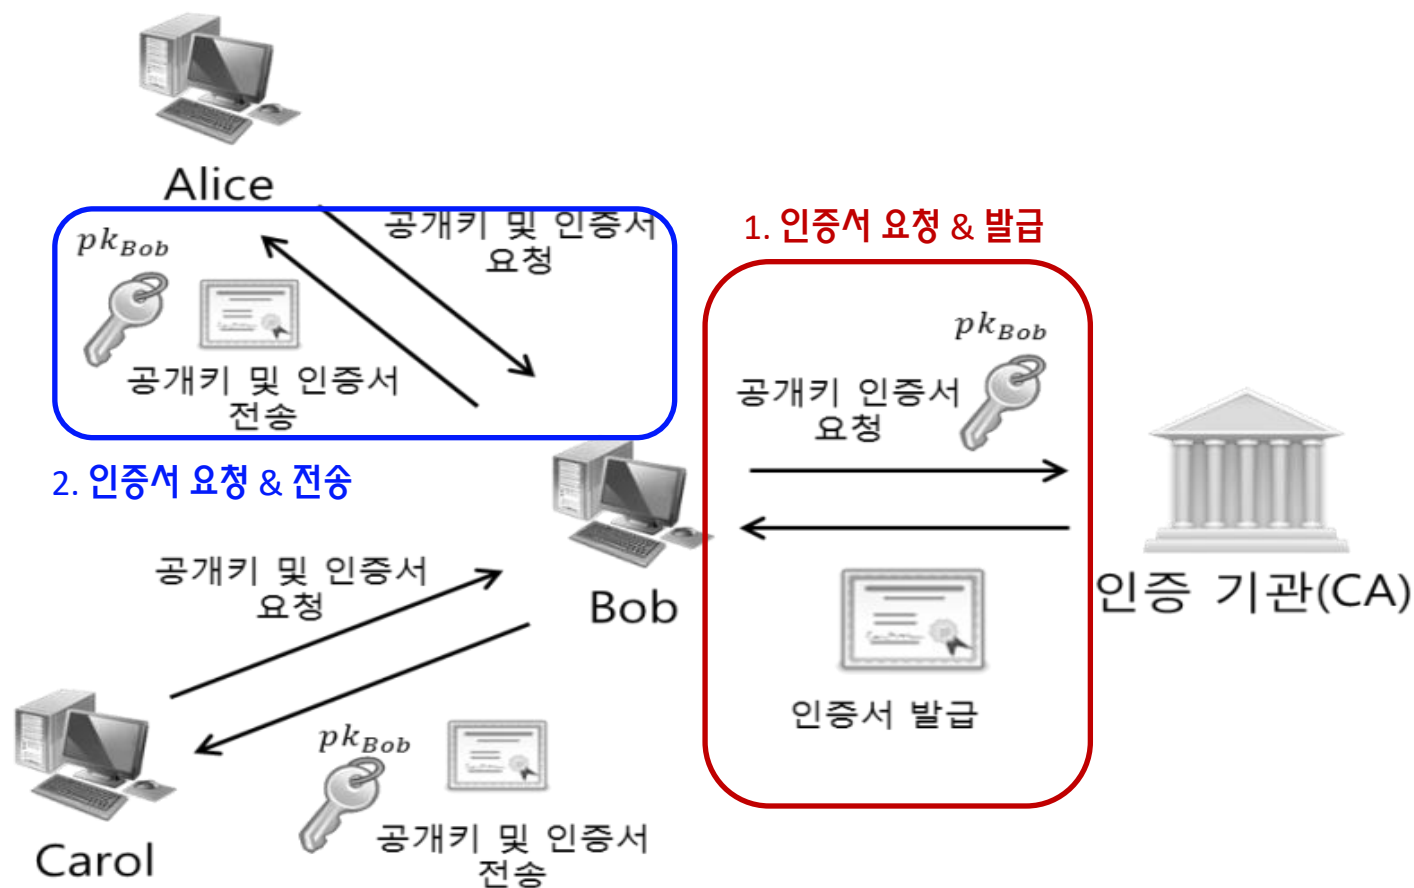 Alice
공개키 및 인증서
요청
pk_Bob
공개키 및 인증서
전송
1. 인증서 요청 & 발급
pk_Bob
공개키 인증서
요청
2. 인증서 요청 & 전송
Bob
인증 기관(CA)
인증서 발급
공개키 및 인증서
요청
pk_Bob
공개키 및 인증서
전송
Carol